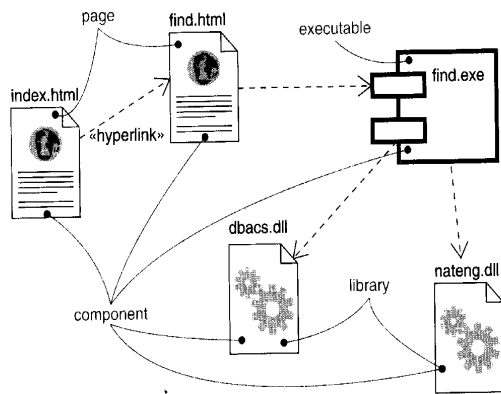 page
find.html
executable
index.html
find.exe
«hyperlink»
dbacs.dll
library
nateng.dll
component